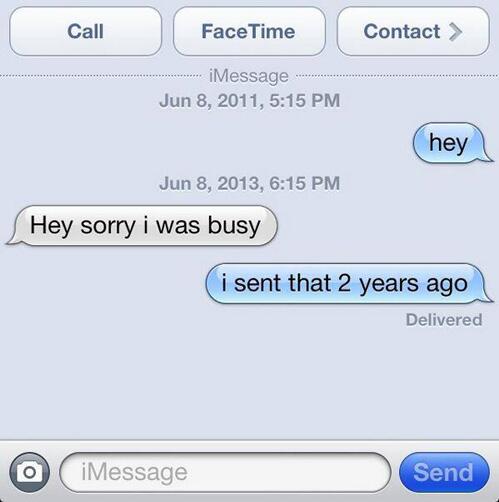 Call FaceTime Contact
iMessage
Jun 8, 2011, 5:15 PM
hey
Jun 8, 2013, 6:15 PM
Hey sorry i was busy
i sent that 2 years ago
Delivered
iMessage Send